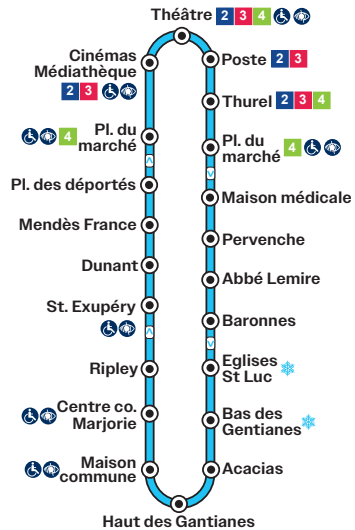 Théâtre 2 3 4
Cinémas
Médiathèque
2 3
Poste 2 3
Thurel 2 3 4
4 Pl. du
marché
Pl. du
marché 4
Pl. des déportés
Maison médicale
Mendès France
Pervenche
Dunant
Abbé Lemire
St. Exupéry
Baronnes
Ripley
Eglises
St Luc
Centre co.
Marjorie
Bas des
Gentianes
Maison
commune
Acacias
Haut des Gantianes